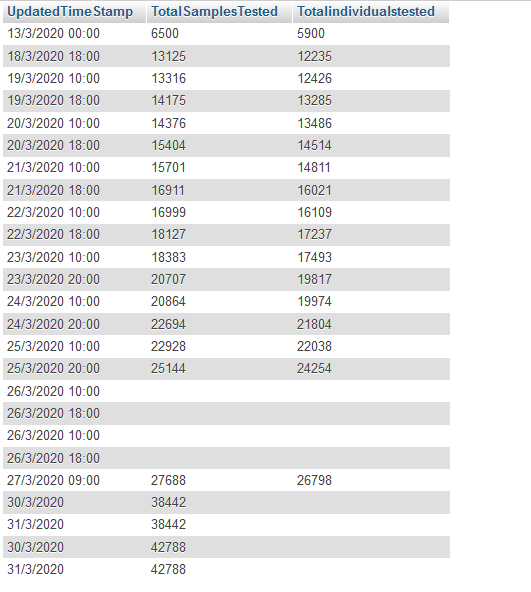 UpdatedTimeStamp TotalSamplesTested Totalindividualstested
13/3/2020 00:00 6500 5900
18/3/2020 18:00 13125 12235
19/3/2020 10:00 13316 12426
19/3/2020 18:00 14175 13285
20/3/2020 10:00 14376 13486
20/3/2020 18:00 15404 14514
21/3/2020 10:00 15701 14811
21/3/2020 18:00 16911 16021
22/3/2020 10:00 16999 16109
22/3/2020 18:00 18127 17237
23/3/2020 10:00 18383 17493
23/3/2020 20:00 20707 19817
24/3/2020 10:00 20864 19974
24/3/2020 20:00 22694 21804
25/3/2020 10:00 22928 22038
25/3/2020 20:00 25144 24254
26/3/2020 10:00
26/3/2020 18:00
26/3/2020 10:00
26/3/2020 18:00
27/3/2020 09:00 27688 26798
30/3/2020 38442
31/3/2020 38442
30/3/2020 42788
31/3/2020 42788